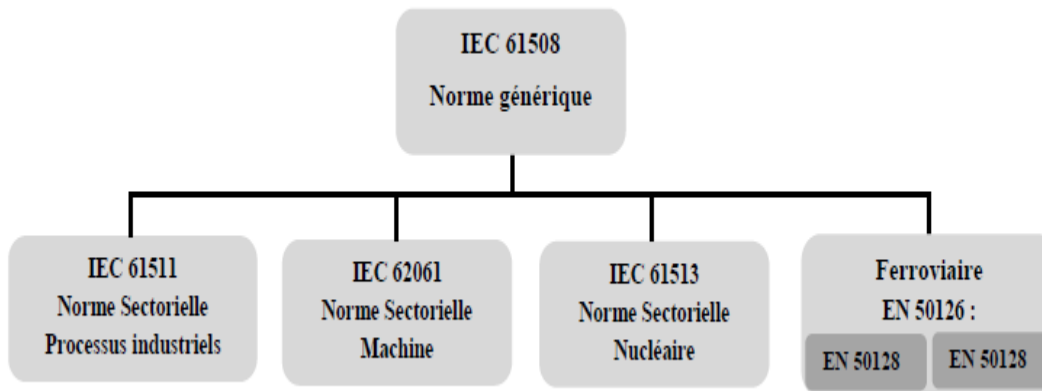 IEC 61508
Norme générique
IEC 61511
Norme Sectorielle
Processus industriels
IEC 62061
Norme Sectorielle
Machine
IEC 61513
Norme Sectorielle
Nucléaire
Ferroviaire
EN 50126 :
EN 50128
EN 50128